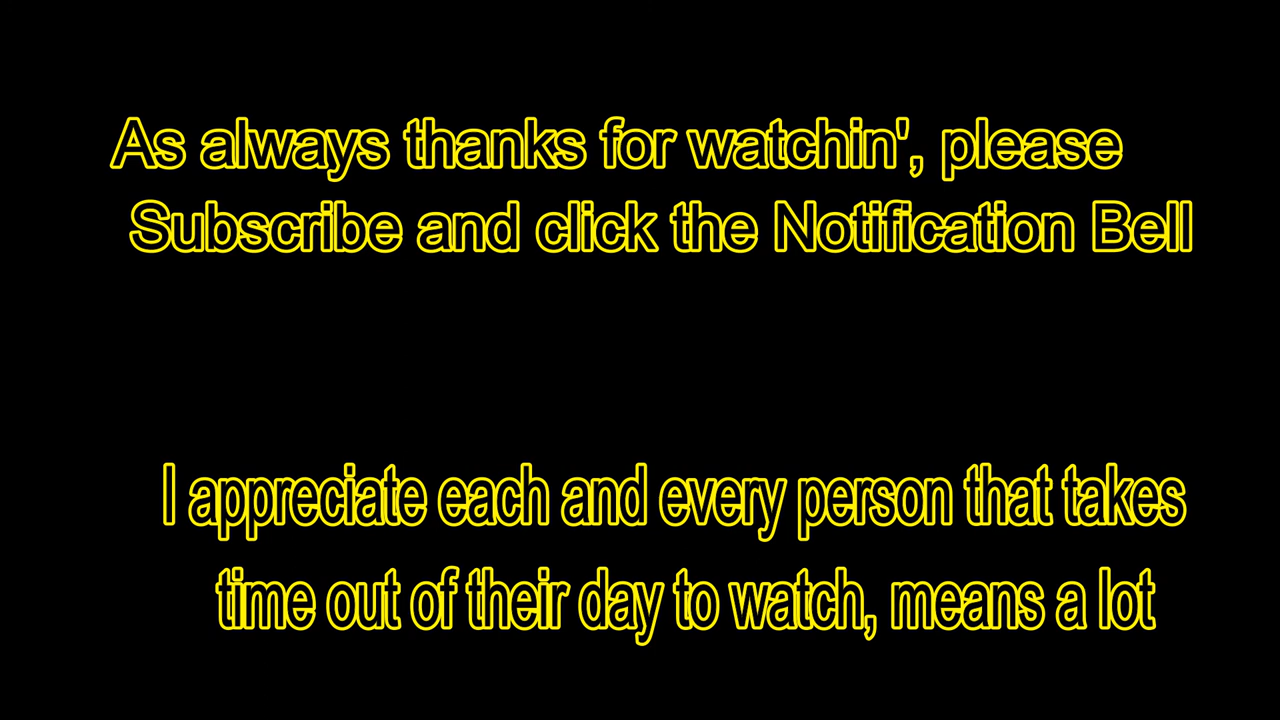 As always thanks for watchin', please
Subscribe and click the Notification Bell
I appreciate each and every person that takes
time out of their day to watch, means a lot